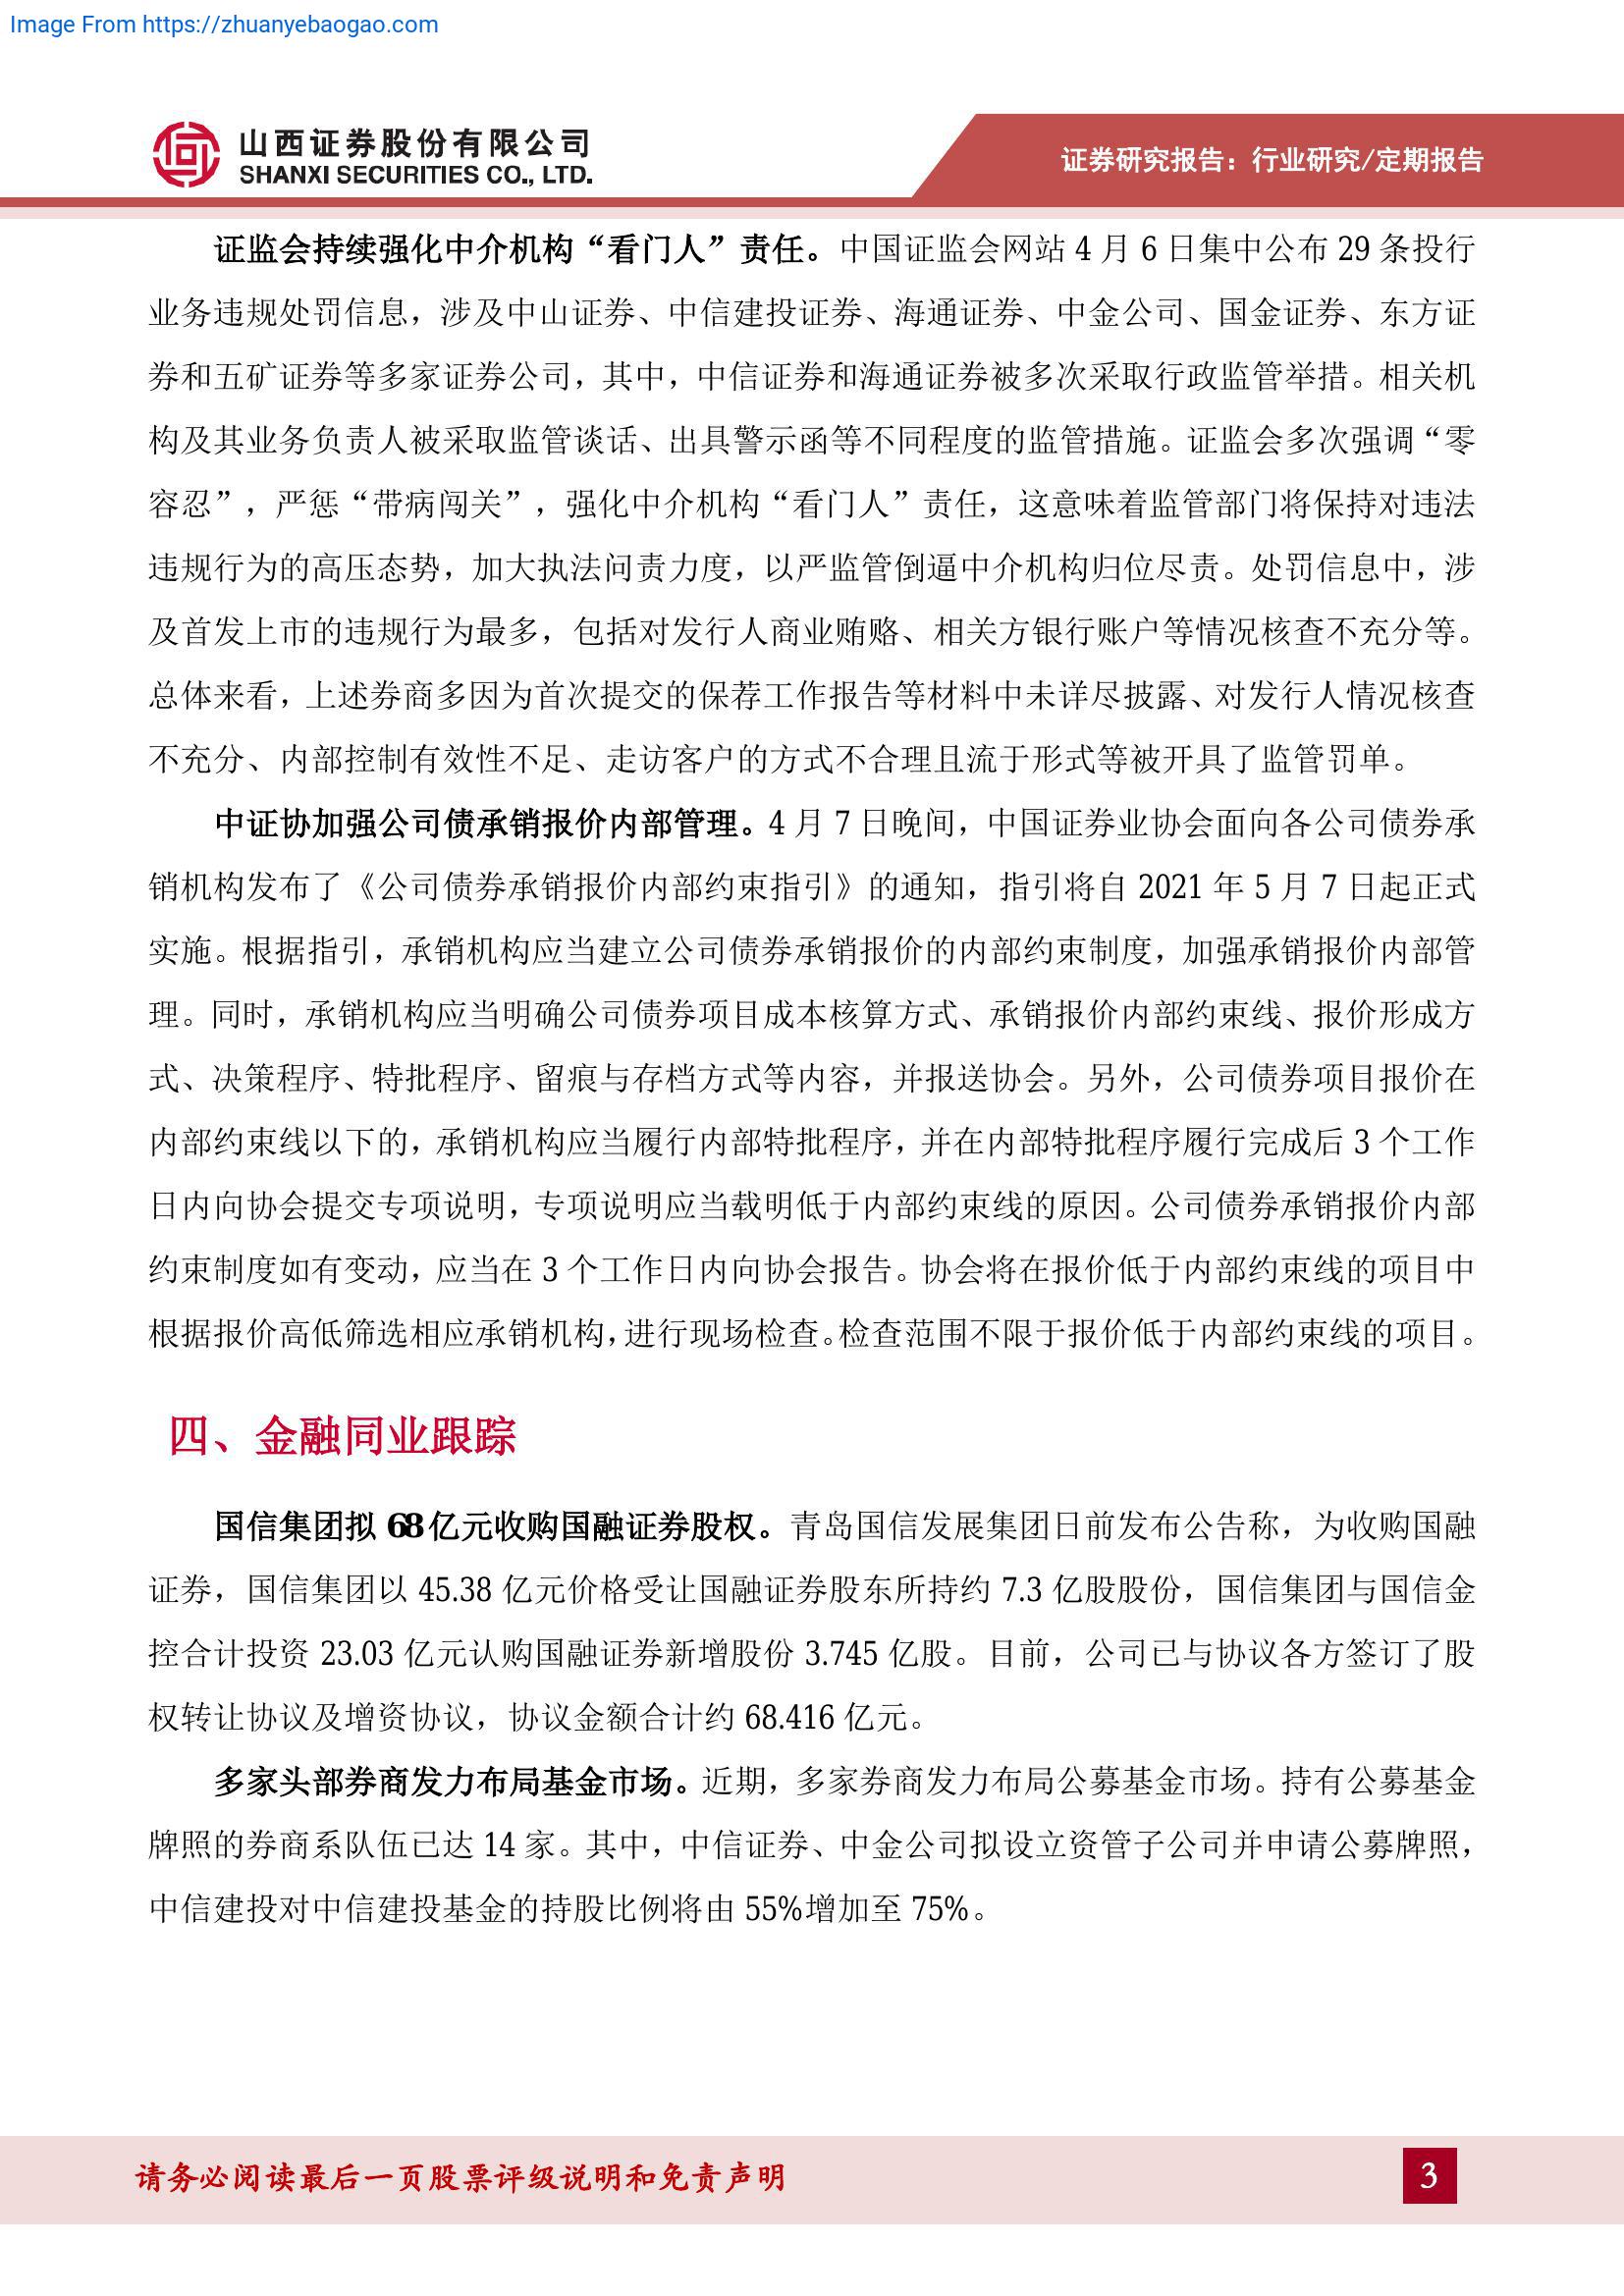 Image From https://zhuanyebaogao.com
山西证券股份有限公司
SHANXI SECURITIES CO., LTD.
证券研究报告：行业研究/定期报告
证监会持续强化中介机构“看门人”责任。中国证监会网站 4 月 6 日集中公布 29 条投行
业务违规处罚信息，涉及中山证券、中信建投证券、海通证券、中金公司、国金证券、东方证
券和五矿证券等多家证券公司，其中，中信证券和海通证券被多次采取行政监管举措。相关机
构及其业务负责人被采取监管谈话、出具警示函等不同程度的监管措施。证监会多次强调“零
容忍”，严惩“带病闯关”，强化中介机构“看门人”责任，这意味着监管部门将保持对违法
违规行为的高压态势，加大执法问责力度，以严监管倒逼中介机构归位尽责。处罚信息中，涉
及首发上市的违规行为最多，包括对发行人商业贿赂、相关方银行账户等情况核查不充分等。
总体来看，上述券商多因为首次提交的保荐工作报告等材料中未详尽披露、对发行人情况核查
不充分、内部控制有效性不足、走访客户的方式不合理且流于形式等被开具了监管罚单。
中证协加强公司债承销报价内部管理。4 月 7 日晚间，中国证券业协会面向各公司债券承
销机构发布了《公司债券承销报价内部约束指引》的通知，指引将自 2021 年 5 月 7 日起正式
实施。根据指引，承销机构应当建立公司债券承销报价的内部约束制度，加强承销报价内部管
理。同时，承销机构应当明确公司债券项目成本核算方式、承销报价内部约束线、报价形成方
式、决策程序、特批程序、留痕与存档方式等内容，并报送协会。另外，公司债券项目报价在
内部约束线以下的，承销机构应当履行内部特批程序，并在内部特批程序履行完成后 3 个工作
日内向协会提交专项说明，专项说明应当载明低于内部约束线的原因。公司债券承销报价内部
约束制度如有变动，应当在 3 个工作日内向协会报告。协会将在报价低于内部约束线的项目中
根据报价高低筛选相应承销机构，进行现场检查。检查范围不限于报价低于内部约束线的项目。
四、金融同业跟踪
国信集团拟 68 亿元收购国融证券股权。青岛国信发展集团日前发布公告称，为收购国融
证券，国信集团以 45.38 亿元价格受让国融证券股东所持约 7.3 亿股股份，国信集团与国信金
控合计投资 23.03 亿元认购国融证券新增股份 3.745 亿股。目前，公司已与协议各方签订了股
权转让协议及增资协议，协议金额合计约 68.416 亿元。
多家头部券商发力布局基金市场。近期，多家券商发力布局公募基金市场。持有公募基金
牌照的券商系队伍已达 14 家。其中，中信证券、中金公司拟设立资管子公司并申请公募牌照，
中信建投对中信建投基金的持股比例将由 55%增加至 75%。
请务必阅读最后一页股票评级说明和免责声明
3